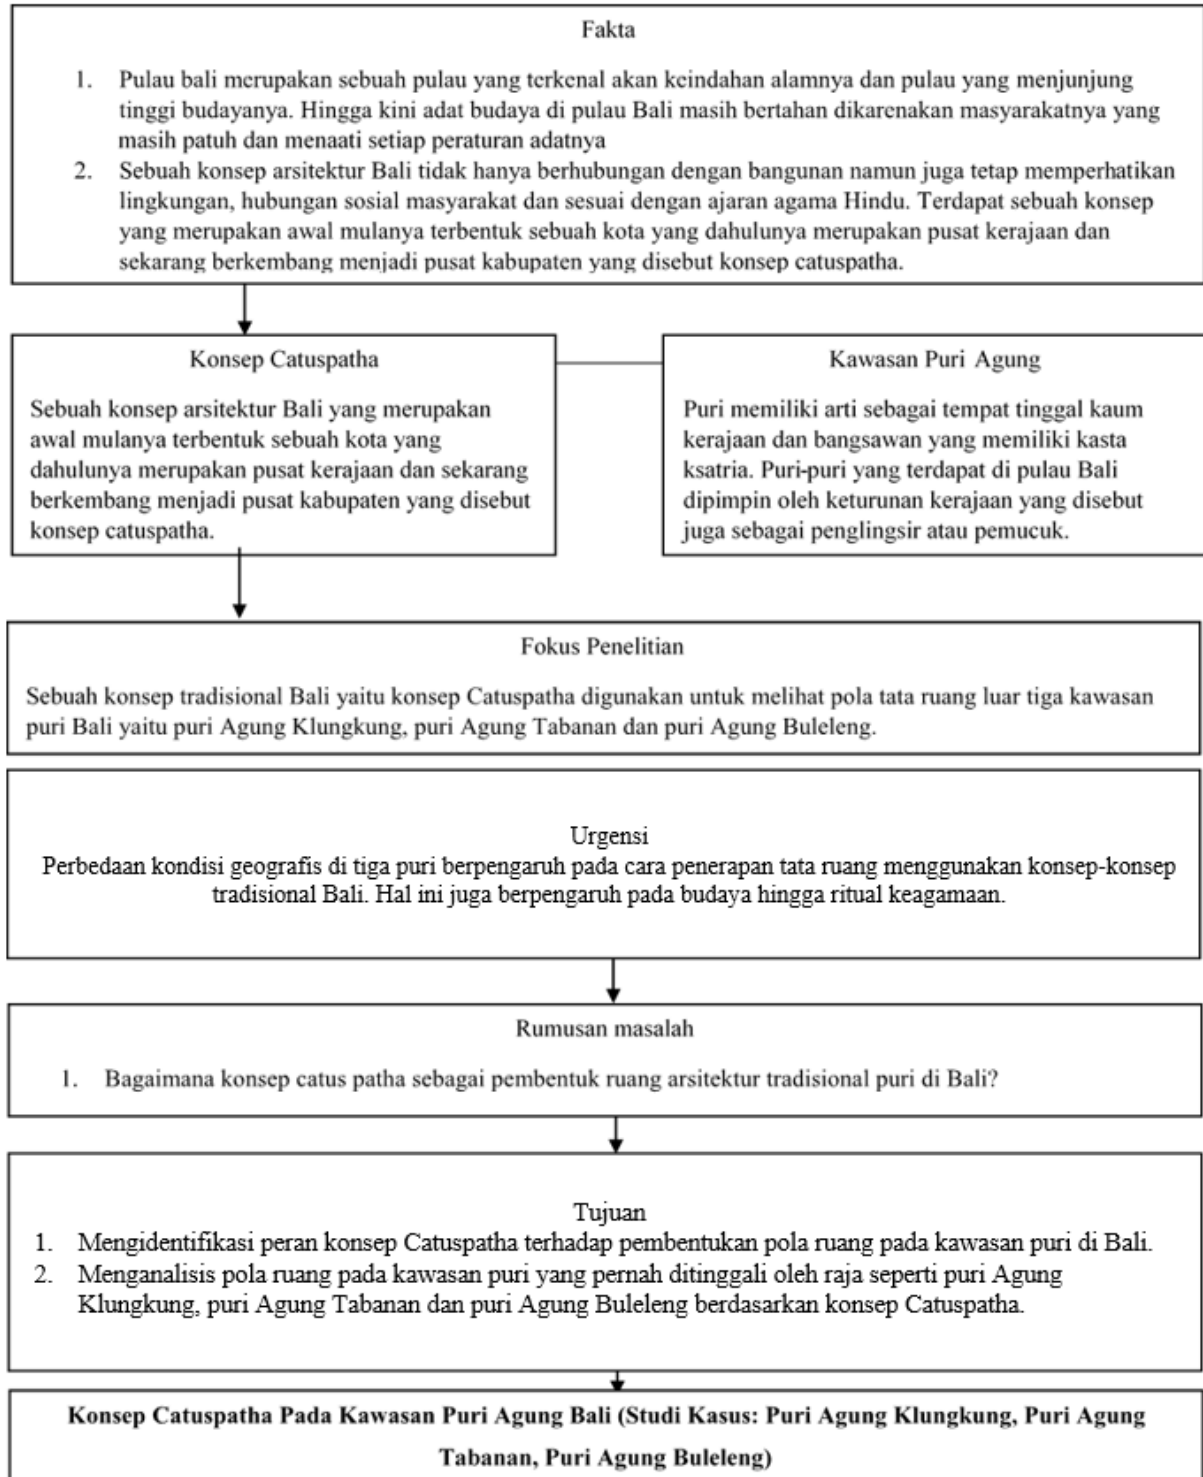 Fakta
1. Pulau bali merupakan sebuah pulau yang terkenal akan keindahan alamnya dan pulau yang menjunjung
tinggi budayanya. Hingga kini adat budaya di pulau Bali masih bertahan dikarenakan masyarakatnya yang
masih patuh dan menaati setiap peraturan adatnya
2. Sebuah konsep arsitektur Bali tidak hanya berhubungan dengan bangunan namun juga tetap memperhatikan
lingkungan, hubungan sosial masyarakat dan sesuai dengan ajaran agama Hindu. Terdapat sebuah konsep
yang merupakan awal mulanya terbentuk sebuah kota yang dahulunya merupakan pusat kerajaan dan
sekarang berkembang menjadi pusat kabupaten yang disebut konsep catuspatha.
Konsep Catuspatha
Sebuah konsep arsitektur Bali yang merupakan
awal mulanya terbentuk sebuah kota yang
dahulunya merupakan pusat kerajaan dan sekarang
berkembang menjadi pusat kabupaten yang disebut
konsep catuspatha.
Kawasan Puri Agung
Puri memiliki arti sebagai tempat tinggal kaum
kerajaan dan bangsawan yang memiliki kasta
ksatria. Puri-puri yang terdapat di pulau Bali
dipimpin oleh keturunan kerajaan yang disebut
juga sebagai penglingsir atau pemucuk.
Fokus Penelitian
Sebuah konsep tradisional Bali yaitu konsep Catuspatha digunakan untuk melihat pola tata ruang luar tiga kawasan
puri Bali yaitu puri Agung Klungkung, puri Agung Tabanan dan puri Agung Buleleng.
Urgensi
Perbedaan kondisi geografis di tiga puri berpengaruh pada cara penerapan tata ruang menggunakan konsep-konsep
tradisional Bali. Hal ini juga berpengaruh pada budaya hingga ritual keagamaan.
Rumusan masalah
1. Bagaimana konsep catus patha sebagai pembentuk ruang arsitektur tradisional puri di Bali?
Tujuan
1. Mengidentifikasi peran konsep Catuspatha terhadap pembentukan pola ruang pada kawasan puri di Bali.
2. Menganalisis pola ruang pada kawasan puri yang pernah ditinggali oleh raja seperti puri Agung
Klungkung, puri Agung Tabanan dan puri Agung Buleleng berdasarkan konsep Catuspatha.
Konsep Catuspatha Pada Kawasan Puri Agung Bali (Studi Kasus: Puri Agung Klungkung, Puri Agung
Tabanan, Puri Agung Buleleng)